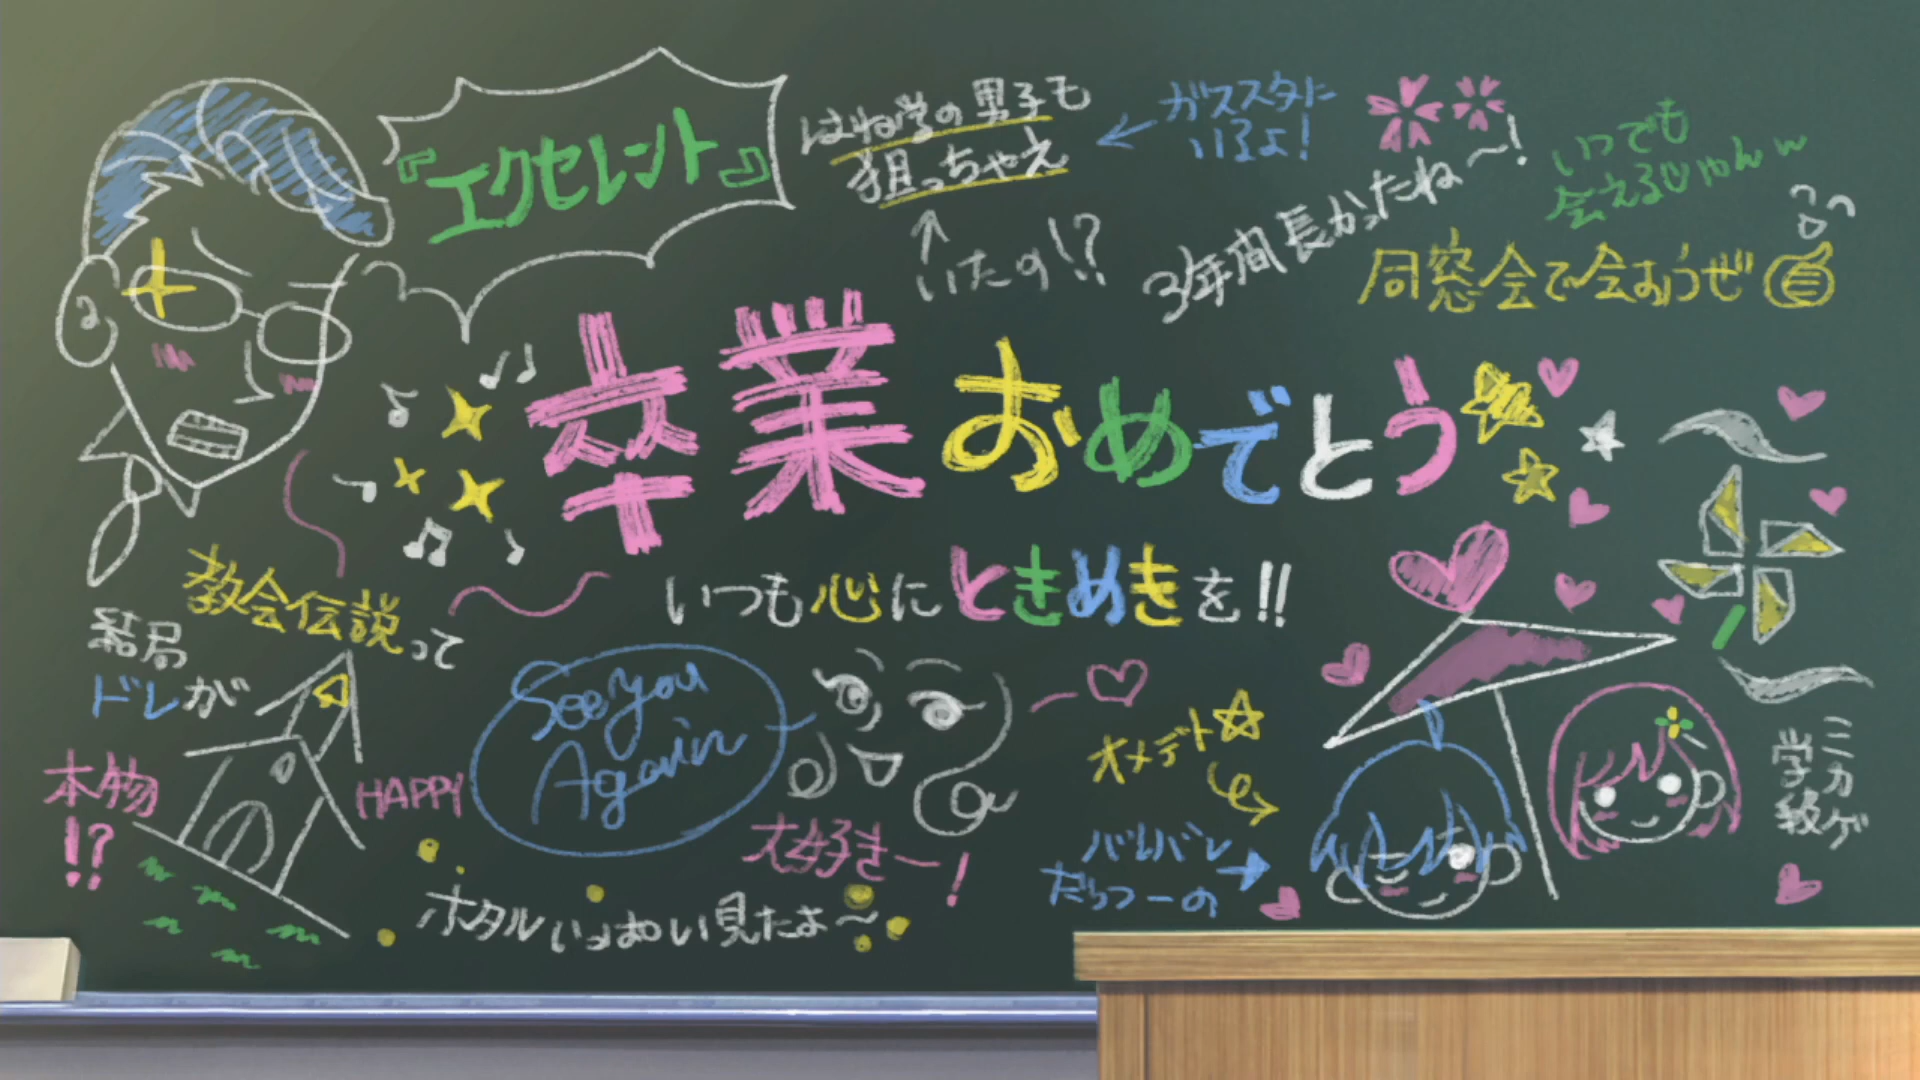 『エクセレント』
はね学の男子も
狙っちゃえ
ガススタに
いるよ!
いたの!?
3年間長かったね〜!
いつでも
会えるじゃんw
同窓会で会おうぜ
卒業おめでとう
いつも心にときめきを!!
教会伝説って
結局
ドレが
本物
!?
HAPPY
See you
Again
大好きー!
ホタルいっぱい見たよ〜
オメデト☆
バレバレ
だっつーの
ミニカゲ
学級